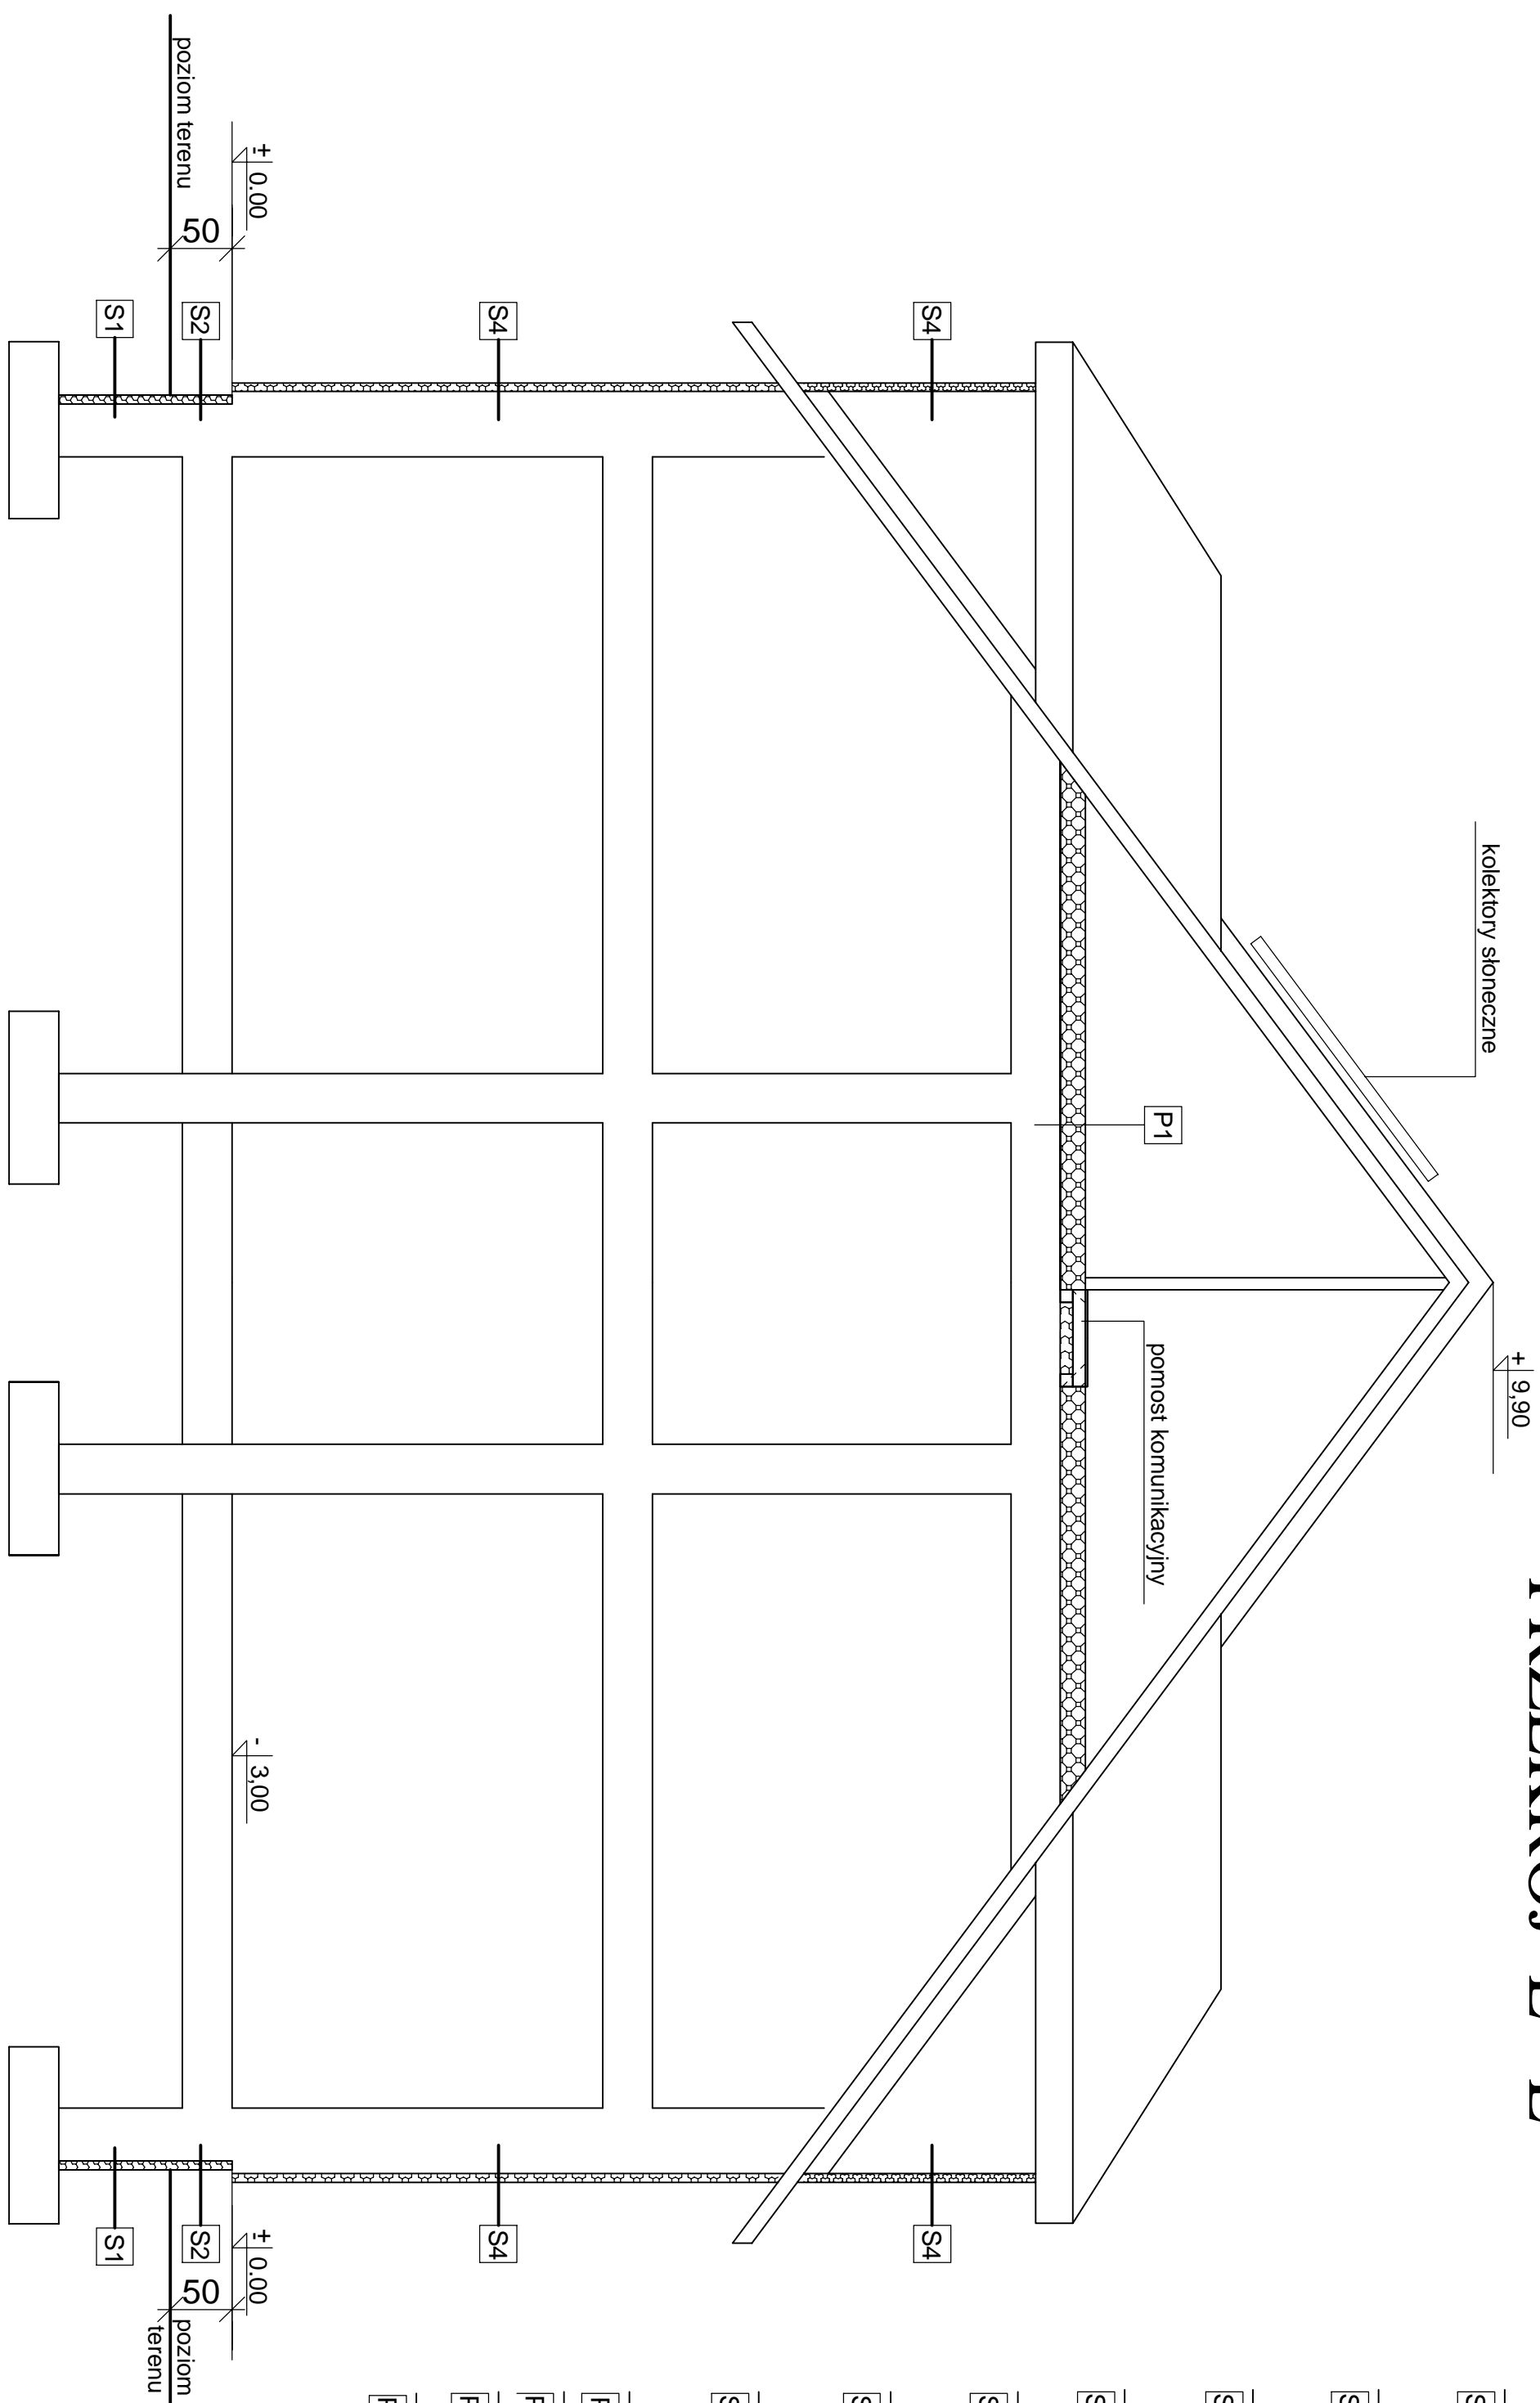 PRZEKRÓJ E - E
+ 9,90
kolektory słoneczne
P1
pomost komunikacyjny
S4
S4
S4
S4
± 0.00
- 3,00
± 0.00
S2
50
S2
50
poziom terenu
poziom
terenu
S1
S1